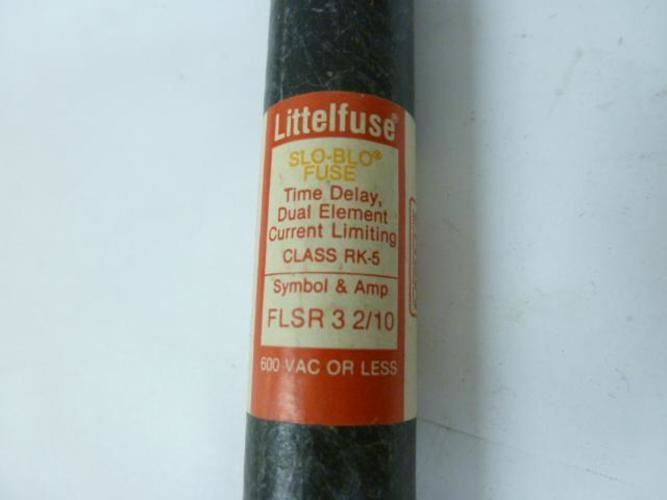 Littelfuse®
SLO-BLO®
FUSE
Time Delay,
Dual Element
Current Limiting
CLASS RK-5
Symbol & Amp
FLSR 3 2/10
600 VAC OR LESS